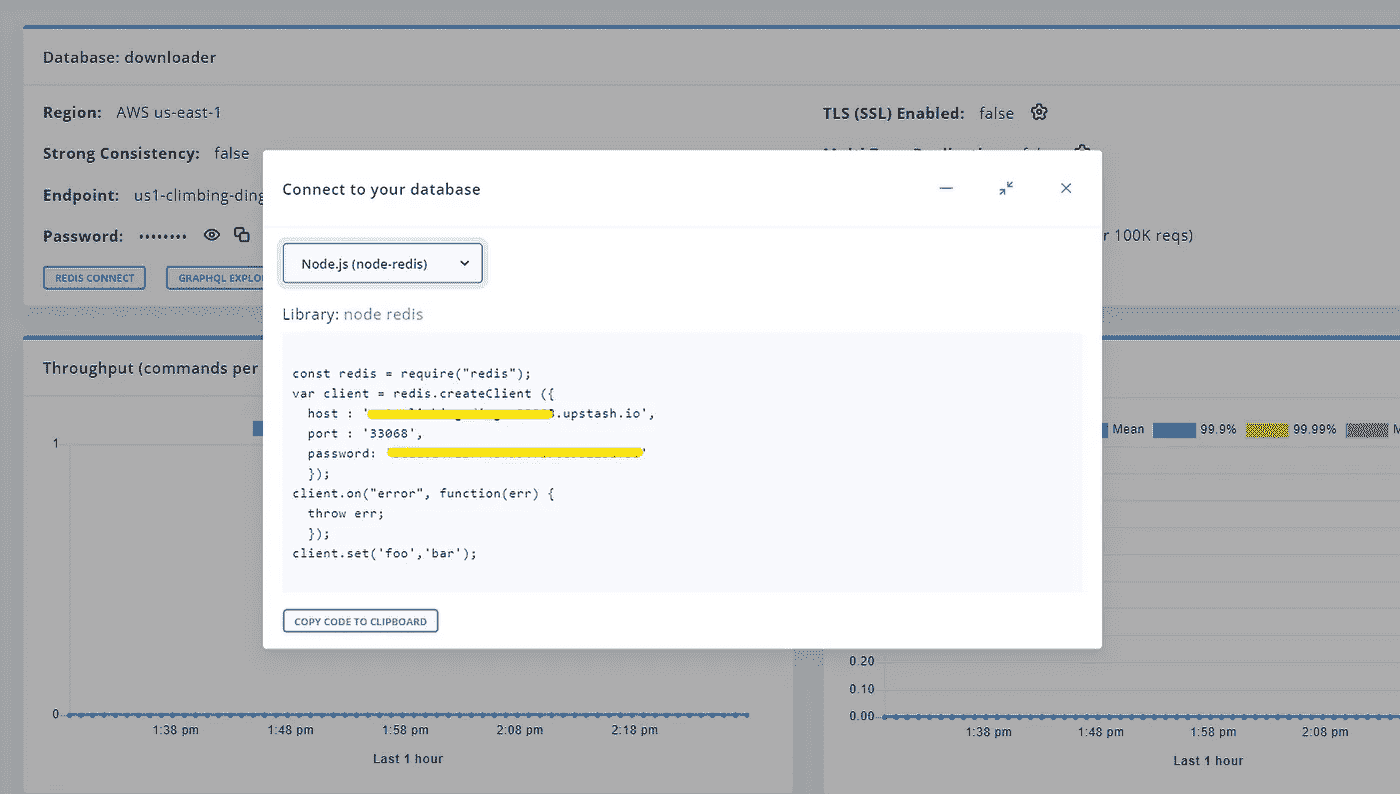 Database: downloader
Region: AWS us-east-1
TLS (SSL) Enabled: false
Strong Consistency: false
Endpoint: us1-climbing-ding
Password: ••••••••
r 100K reqs)
REDIS CONNECT
GRAPHQL EXPLO
Connect to your database
Node.js (node-redis)
Library: node redis
const redis = require("redis");
var client = redis.createClient ({
host : '.upstash.io',
port : '33068',
password: '
});
client.on("error", function(err) {
throw err;
});
client.set('foo','bar');
COPY CODE TO CLIPBOARD
Throughput (commands per
1
0
1:38 pm 1:48 pm 1:58 pm 2:08 pm 2:18 pm
Last 1 hour
Mean 99.9% 99.99% M
0.20
0.10
0.00
1:38 pm 1:48 pm 1:58 pm 2:08 pm
Last 1 hour